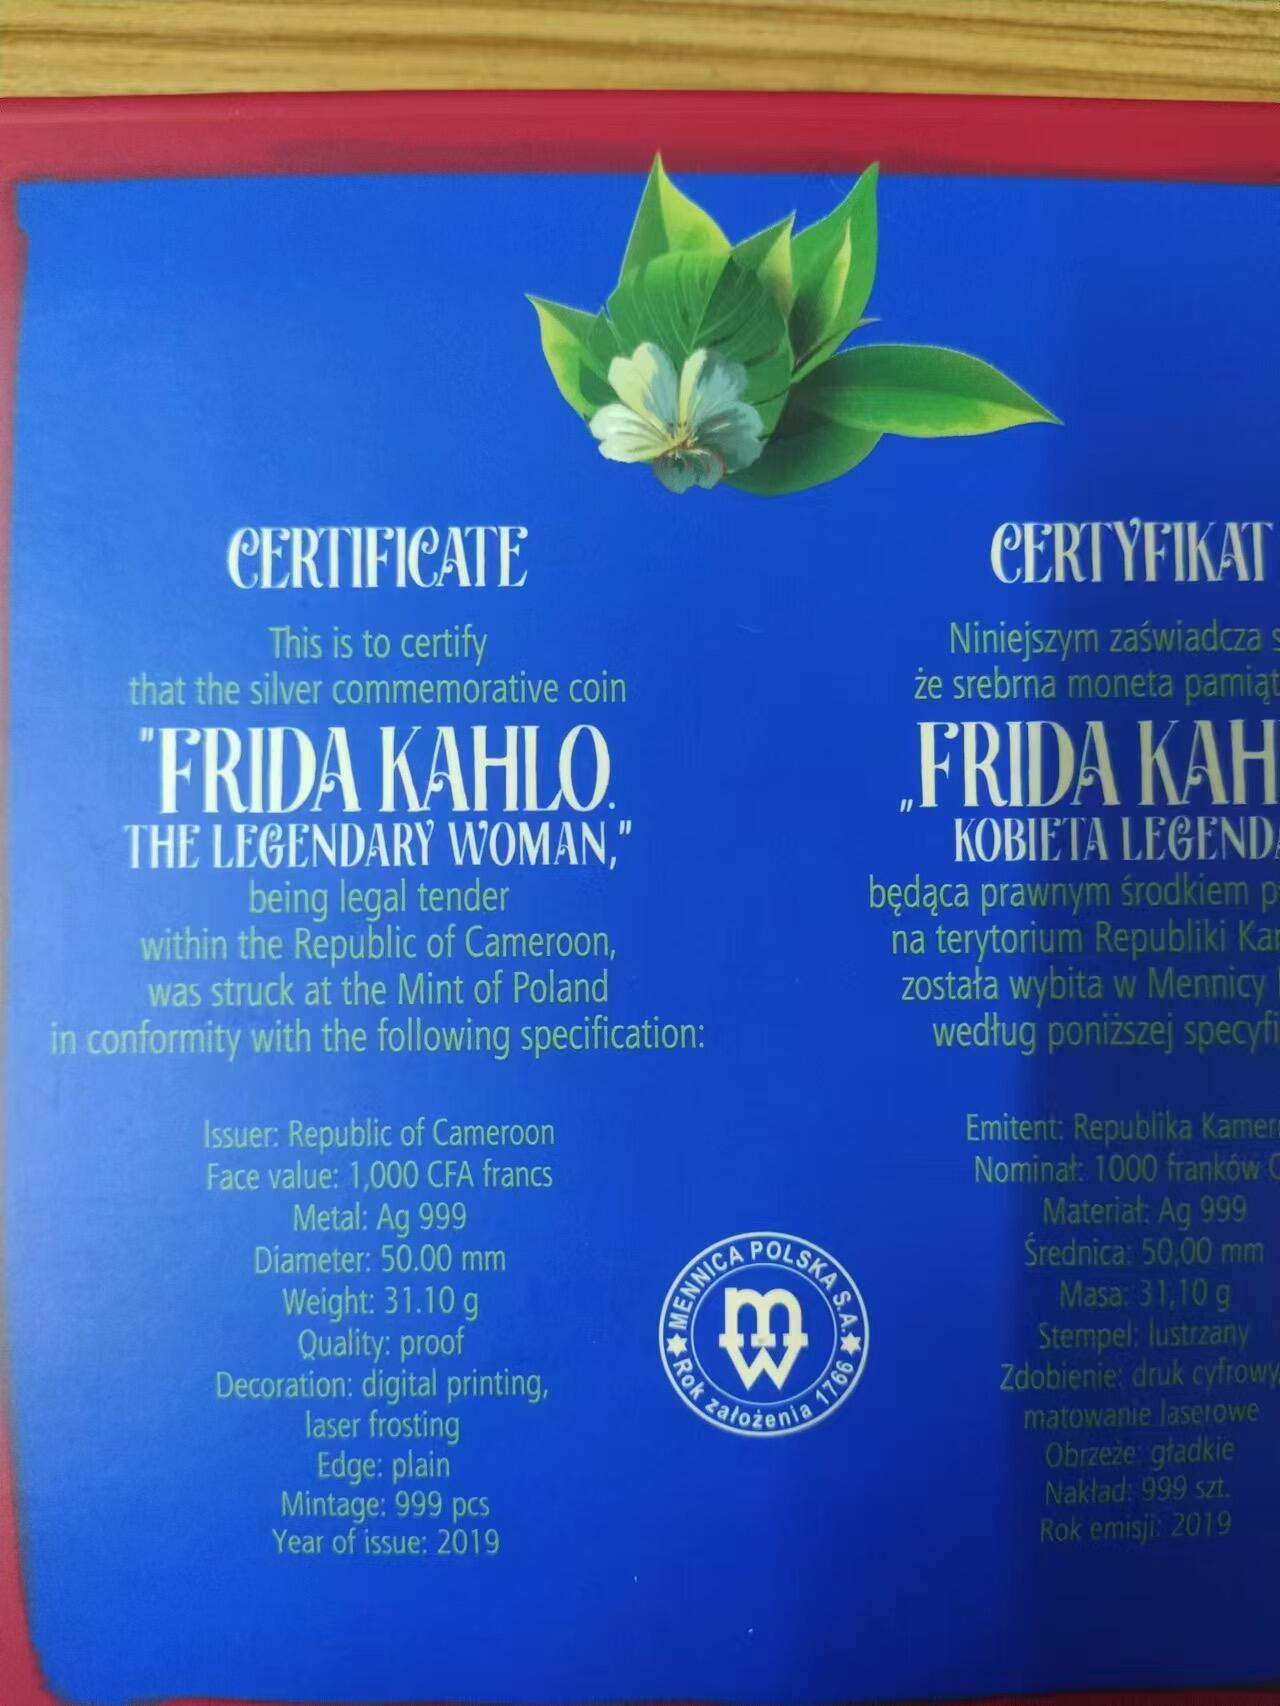 CERTIFICATE
This is to certify
that the silver commemorative coin
"FRIDA KAHLO.
THE LEGENDARY WOMAN,"
being legal tender
within the Republic of Cameroon,
was struck at the Mint of Poland
in conformity with the following specification:
Issuer: Republic of Cameroon
Face value: 1,000 CFA francs
Metal: Ag 999
Diameter: 50.00 mm
Weight: 31.10 g
Quality: proof
Decoration: digital printing,
laser frosting
Edge: plain
Mintage: 999 pcs
Year of issue: 2019
MENNICA POLSKA S.A.
mw
Rok założenia 1766
CERTYFIKAT
Niniejszym zaświadcza
że srebrna moneta
„FRIDA
KOBIETA
będąca prawnym środkiem
na terytorium Republiki
została wybita w Mennicy
według poniższej
Emitent: Republika
Nominał: 1000 franków
Materiał: Ag 999
Średnica: 50,00 mm
Masa: 31,10 g
Stempel: lustrzany
Zdobienie: druk cyfrowy,
matowanie laserowe
Obrzeże: gładkie
Nakład: 999 szt.
Rok emisji: 2019